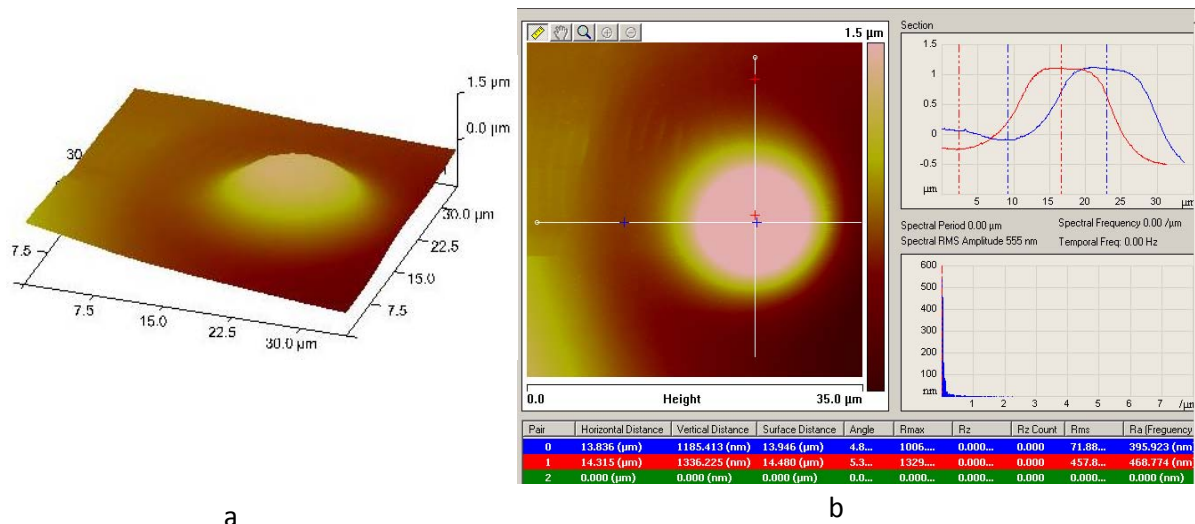 1.5 µm
0.0 µm
30.
30.0 µm
22.5
15.0
7.5
7.5
7.5
15.0
22.5
30.0 µm
a
1.5 µm
0.0 Height 35.0 µm
Section
1.5
1
0.5
0
-0.5
µm
5 10 15 20 25 30
Spectral Period 0.00 µm Spectral Frequency 0.00 /µm
Spectral RMS Amplitude 555 nm Temporal Freq: 0.00 Hz
600
500
400
300
200
100
nm
1 2 3 4 5 6 7 /µm
Pair Horizontal Distance Vertical Distance Surface Distance Angle Rmax Rz Rz Count Rms Ra (Freguency
0 13.836 (µm) 1185.413 (nm) 13.946 (µm) 4.8... 1006.... 0.000... 0.000 71.88... 395.923 (nm)
1 14.315 (µm) 1336.225 (nm) 14.480 (µm) 5.3... 1329.... 0.000... 0.000 457.8... 468.774 (nm)
2 0.000 (µm) 0.000 (nm) 0.000 (µm) 0.0... 0.000... 0.000... 0.000 0.000... 0.000 (nm)
b